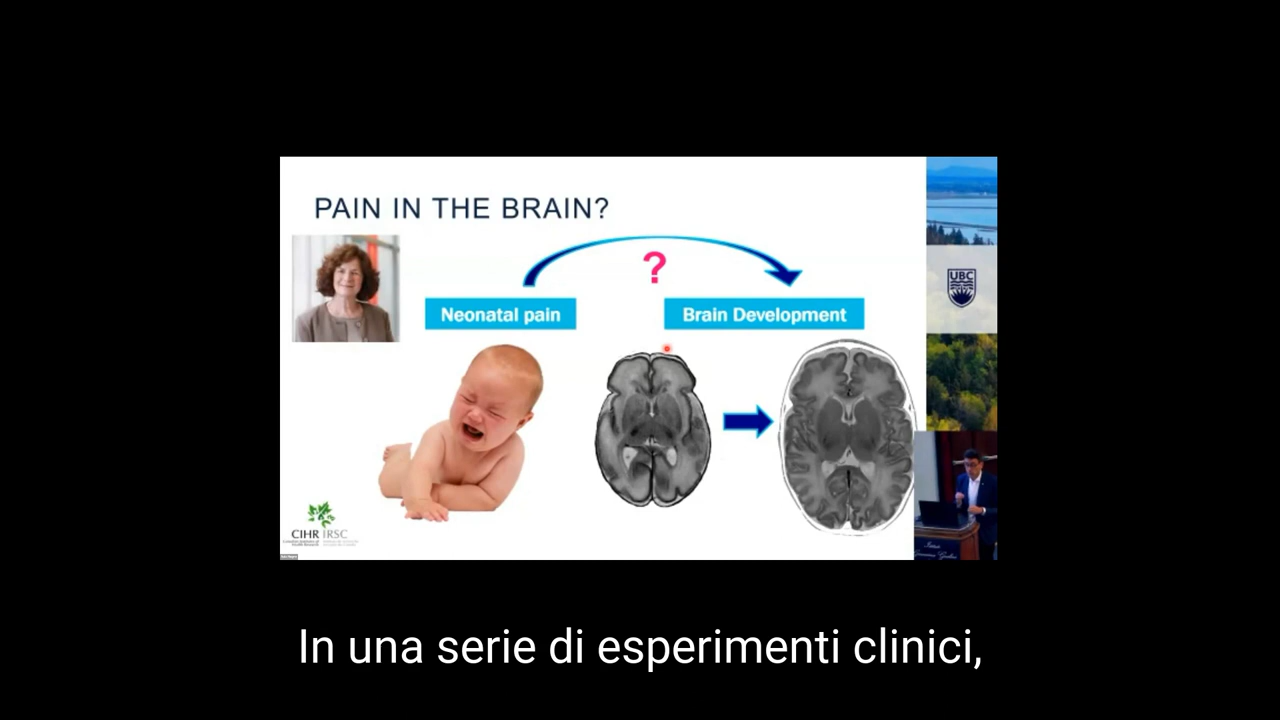 PAIN IN THE BRAIN?
?
Neonatal pain
Brain Development
UBC
CIHR IRSC
In una serie di esperimenti clinici,